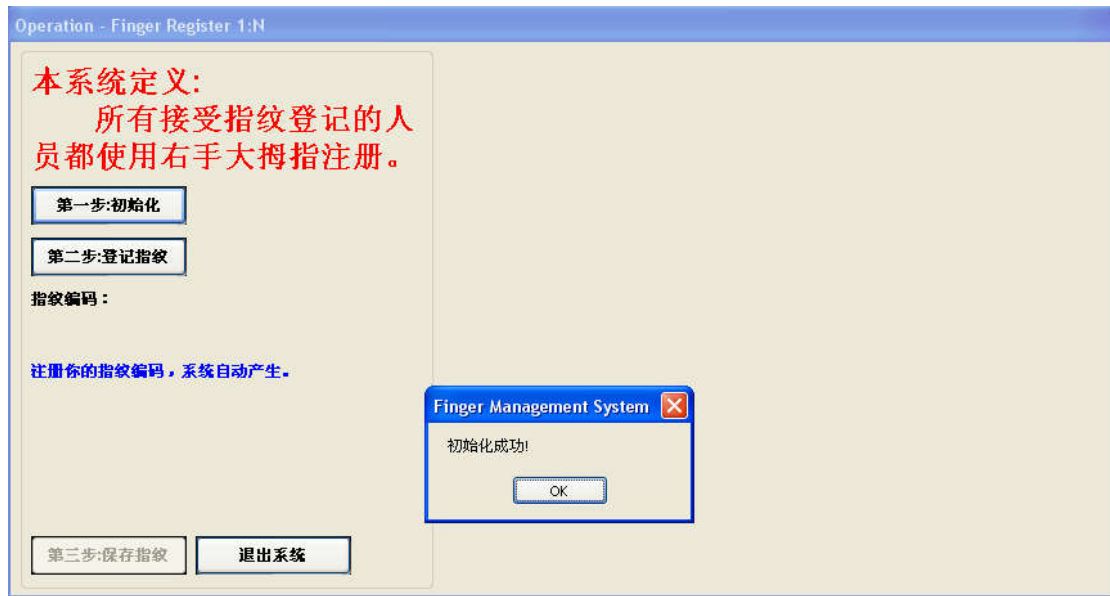 Operation - Finger Register 1:N
本系统定义:
所有接受指纹登记的人
员都使用右手大拇指注册。
第一步:初始化
第二步:登记指纹
指纹编码：
注册你的指纹编码，系统自动产生。
Finger Management System
初始化成功!
OK
第三步:保存指纹
退出系统